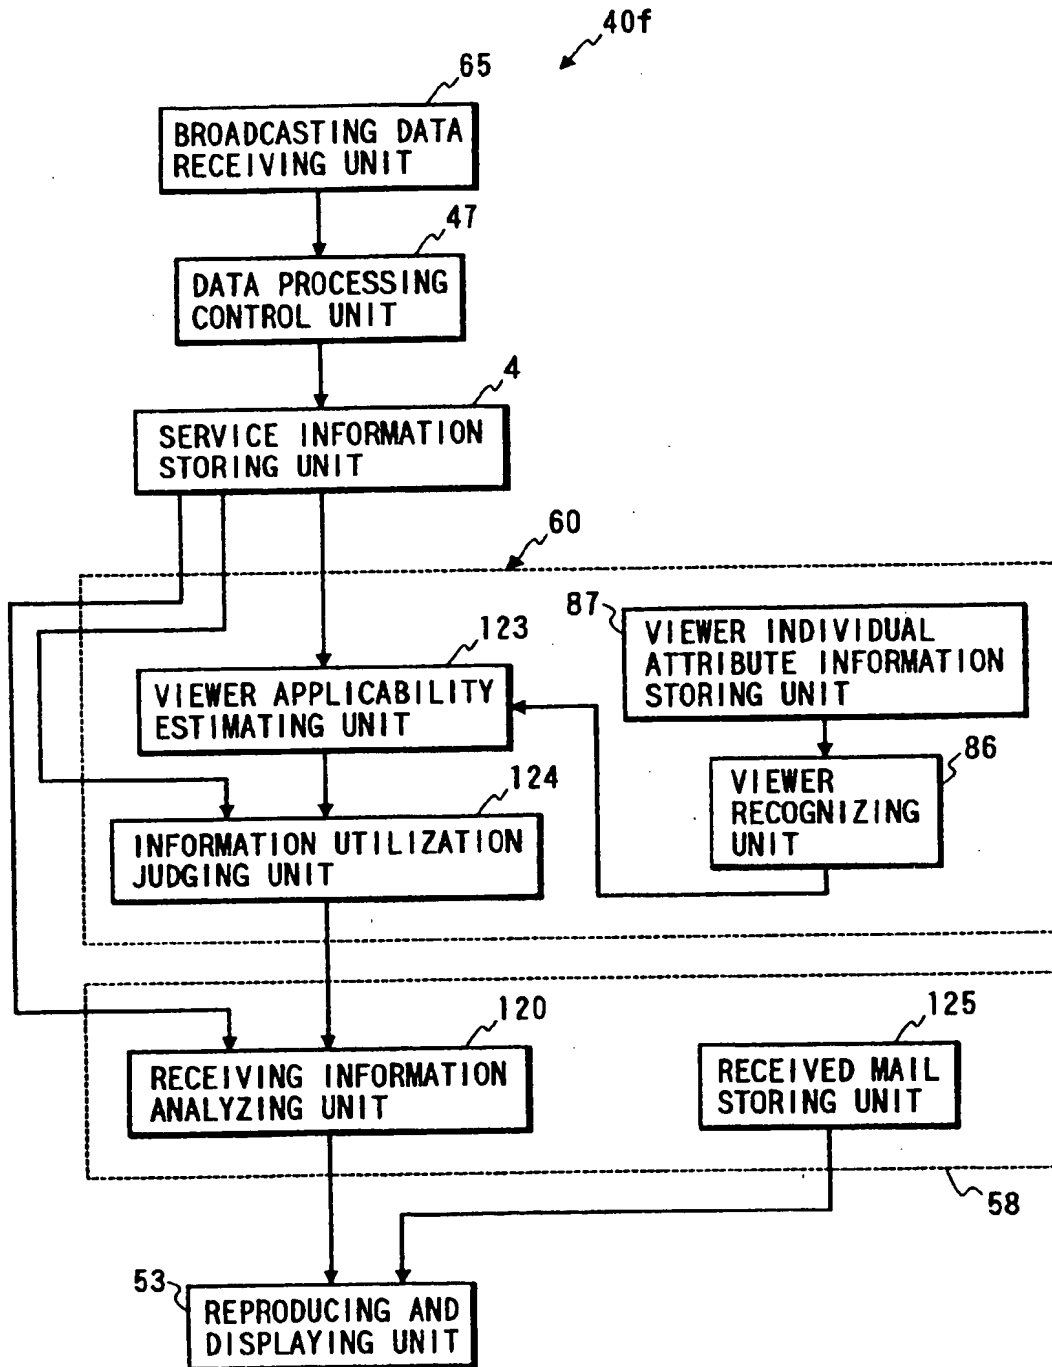 40f
65
BROADCASTING DATA
RECEIVING UNIT
47
DATA PROCESSING
CONTROL UNIT
4
SERVICE INFORMATION
STORING UNIT
60
87
VIEWER INDIVIDUAL
ATTRIBUTE INFORMATION
STORING UNIT
123
VIEWER APPLICABILITY
ESTIMATING UNIT
86
VIEWER
RECOGNIZING
UNIT
124
INFORMATION UTILIZATION
JUDGING UNIT
120
RECEIVING INFORMATION
ANALYZING UNIT
125
RECEIVED MAIL
STORING UNIT
58
53
REPRODUCING AND
DISPLAYING UNIT